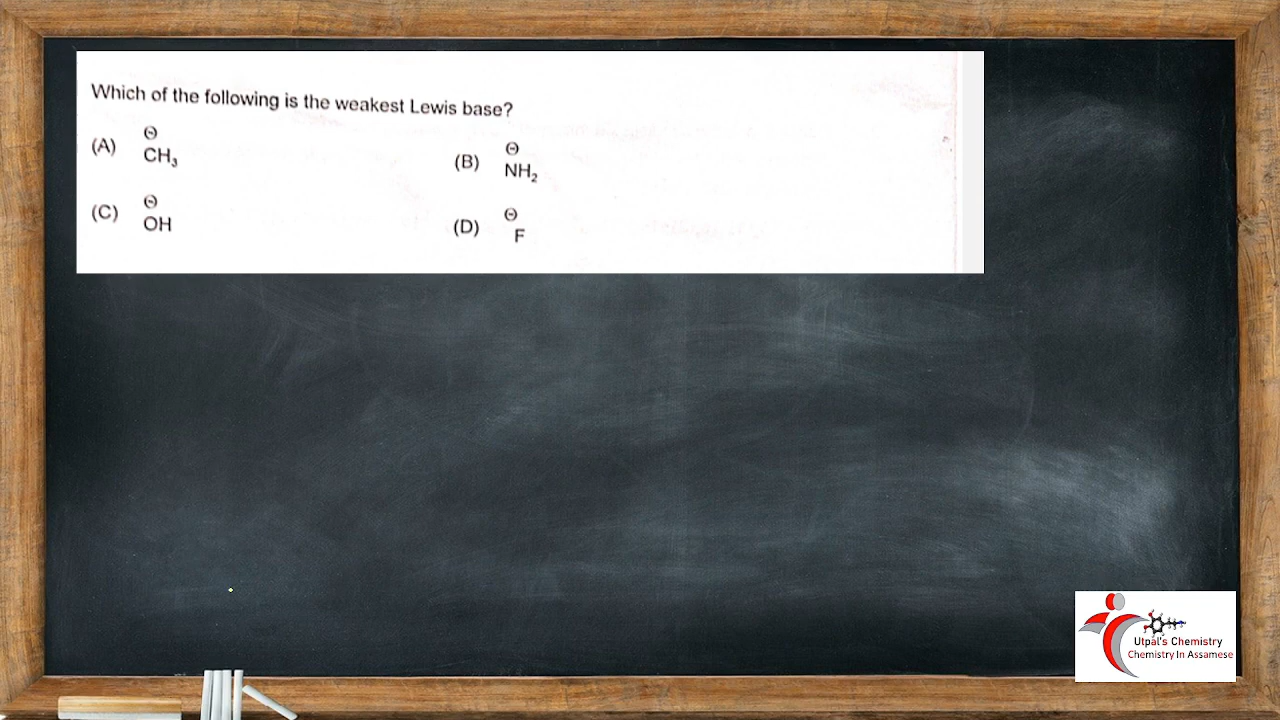 Which of the following is the weakest Lewis base?
(A) CH₃⊖
(B) NH₂⊖
(C) OH⊖
(D) F⊖
Utpal's Chemistry
Chemistry In Assamese